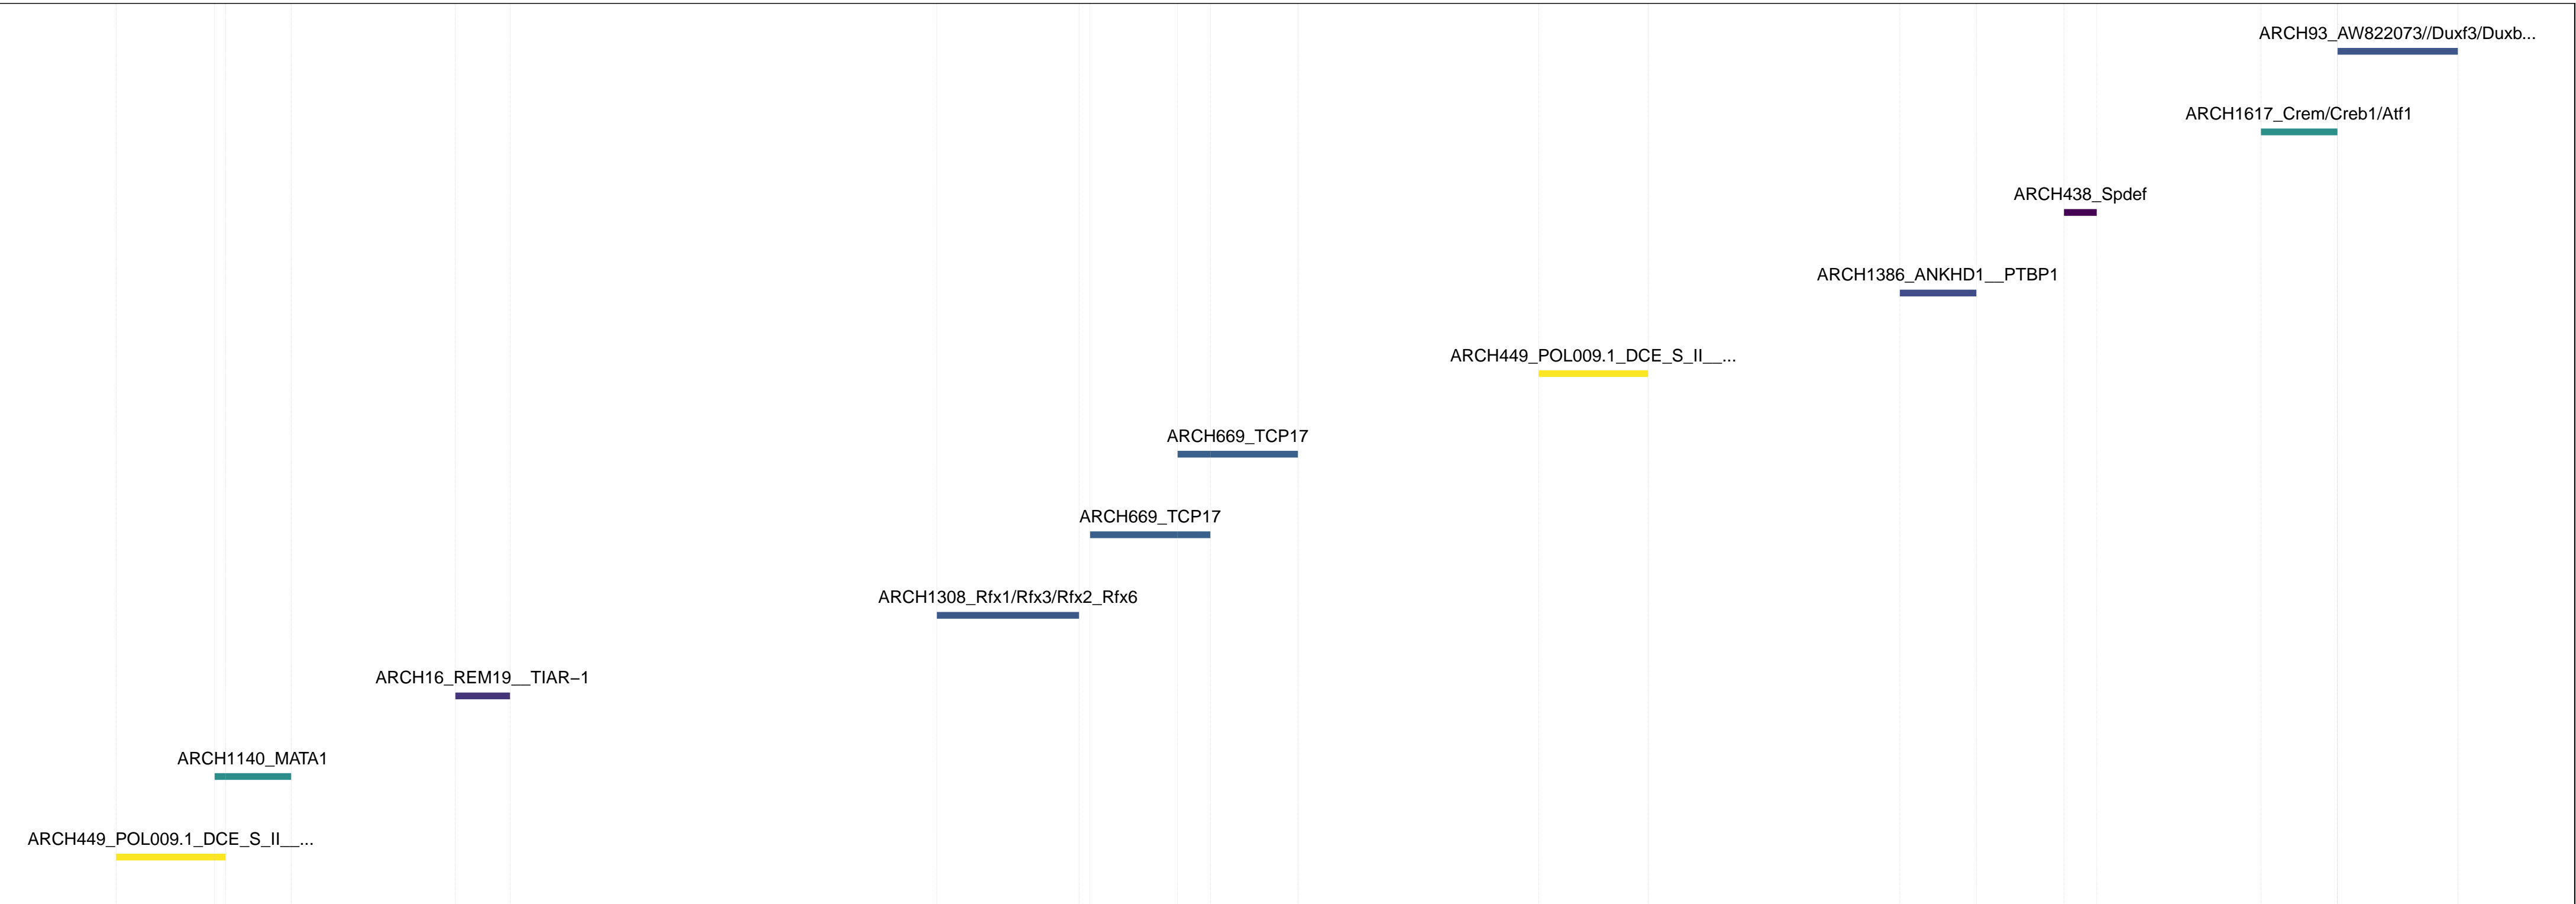 ARCH93_AW822073//Duxf3/Duxb...
ARCH1617_Crem/Creb1/Atf1
ARCH438_Spdef
ARCH1386_ANKHD1__PTBP1
ARCH449_POL009.1_DCE_S_II__...
ARCH669_TCP17
ARCH669_TCP17
ARCH1308_Rfx1/Rfx3/Rfx2_Rfx6
ARCH16_REM19__TIAR−1
ARCH1140_MATA1
ARCH449_POL009.1_DCE_S_II__...